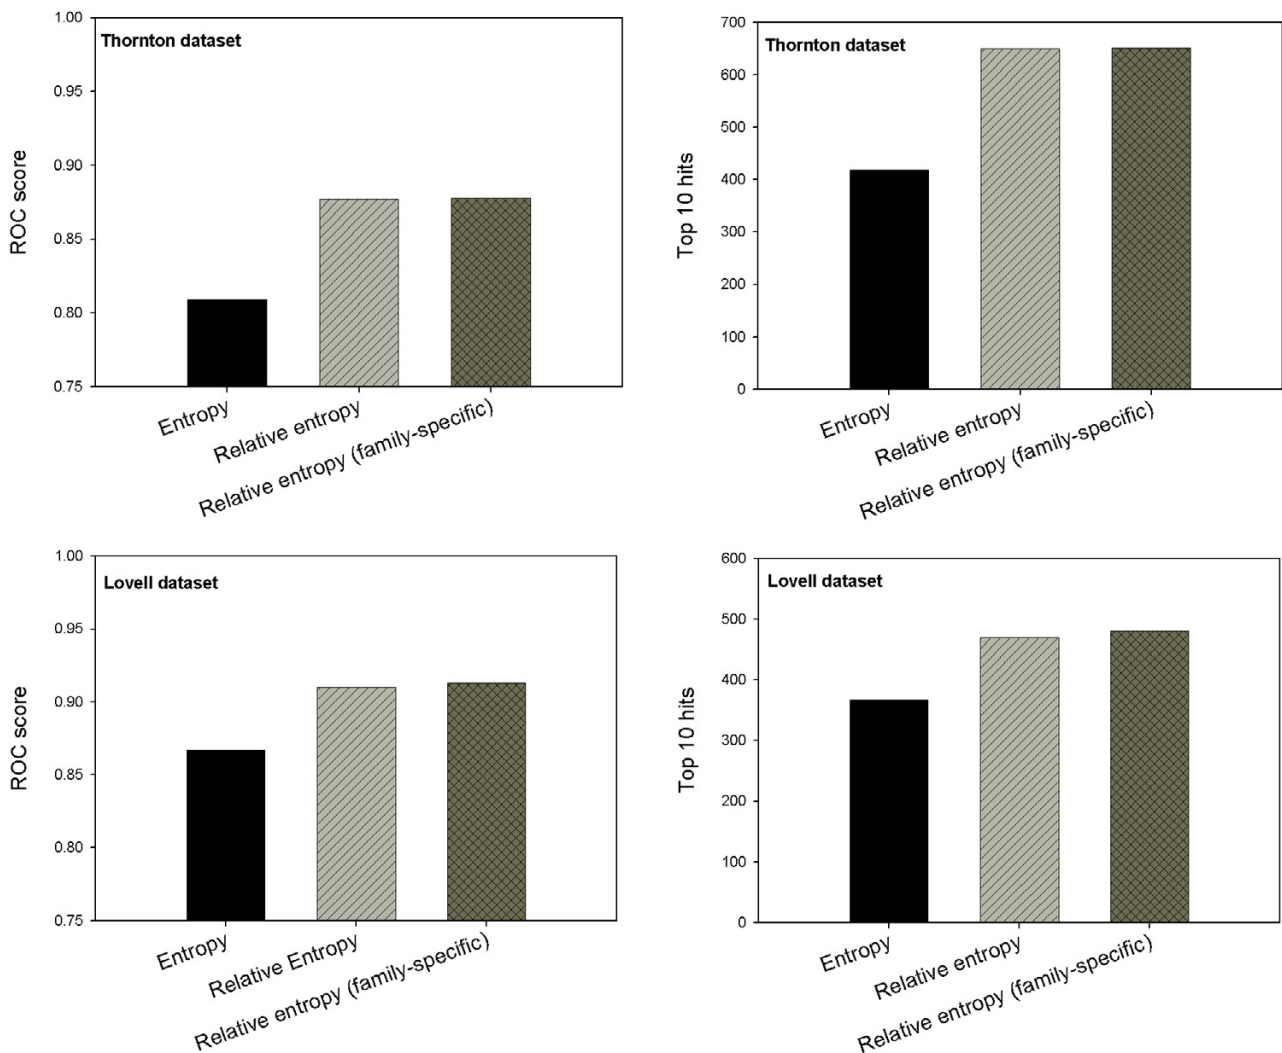 Thornton dataset
ROC score
1.00
0.95
0.90
0.85
0.80
0.75
Entropy
Relative entropy
Relative entropy (family-specific)
Thornton dataset
Top 10 hits
700
600
500
400
300
200
100
0
Entropy
Relative entropy
Relative entropy (family-specific)
Lovell dataset
ROC score
1.00
0.95
0.90
0.85
0.80
0.75
Entropy
Relative Entropy
Relative entropy (family-specific)
Lovell dataset
Top 10 hits
600
500
400
300
200
100
0
Entropy
Relative entropy
Relative entropy (family-specific)